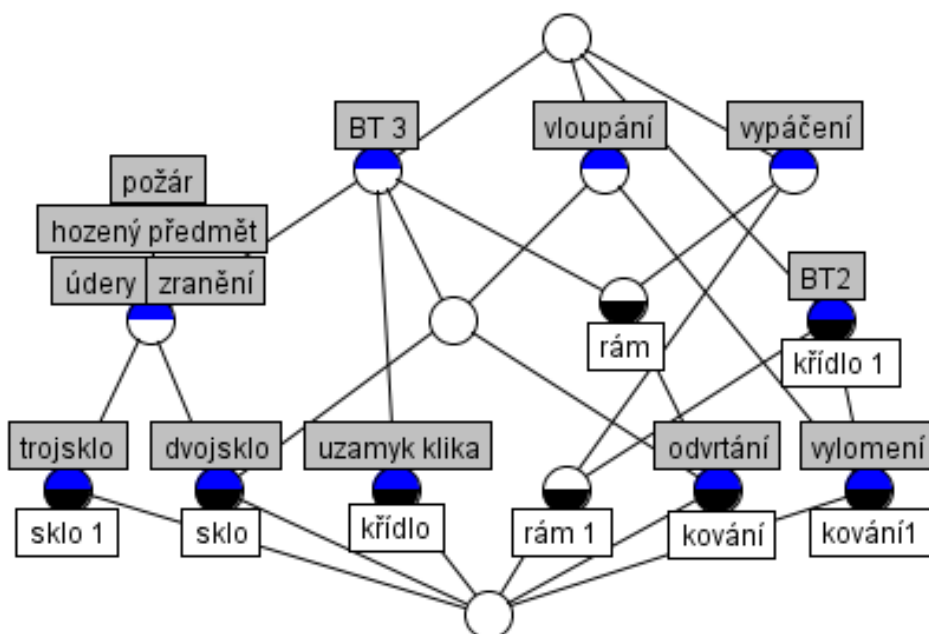 BT 3
vloupání
vypáčení
požár
hozený předmět
údery
zranění
BT2
rám
křídlo 1
trojsklo
dvojsklo
uzamyk klika
odvrtání
vylomení
sklo 1
sklo
křídlo
rám 1
kování
kování1